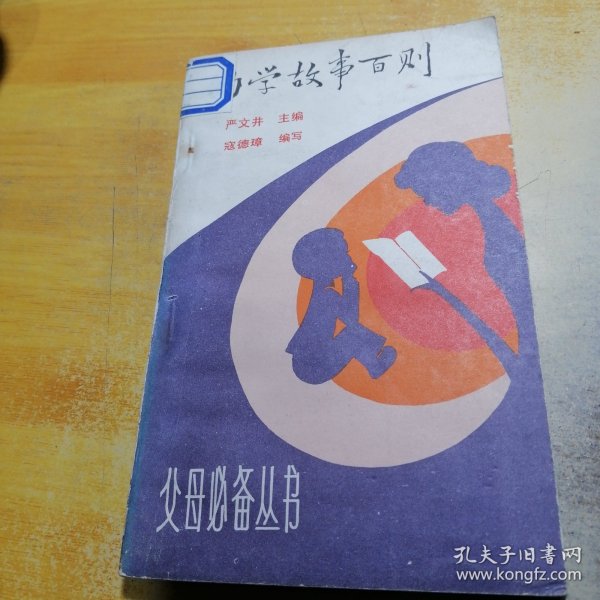 学故事百则
严文井 主编
寇德璋 编写
父母必备丛书
孔夫子旧书网
www.kongfz.com